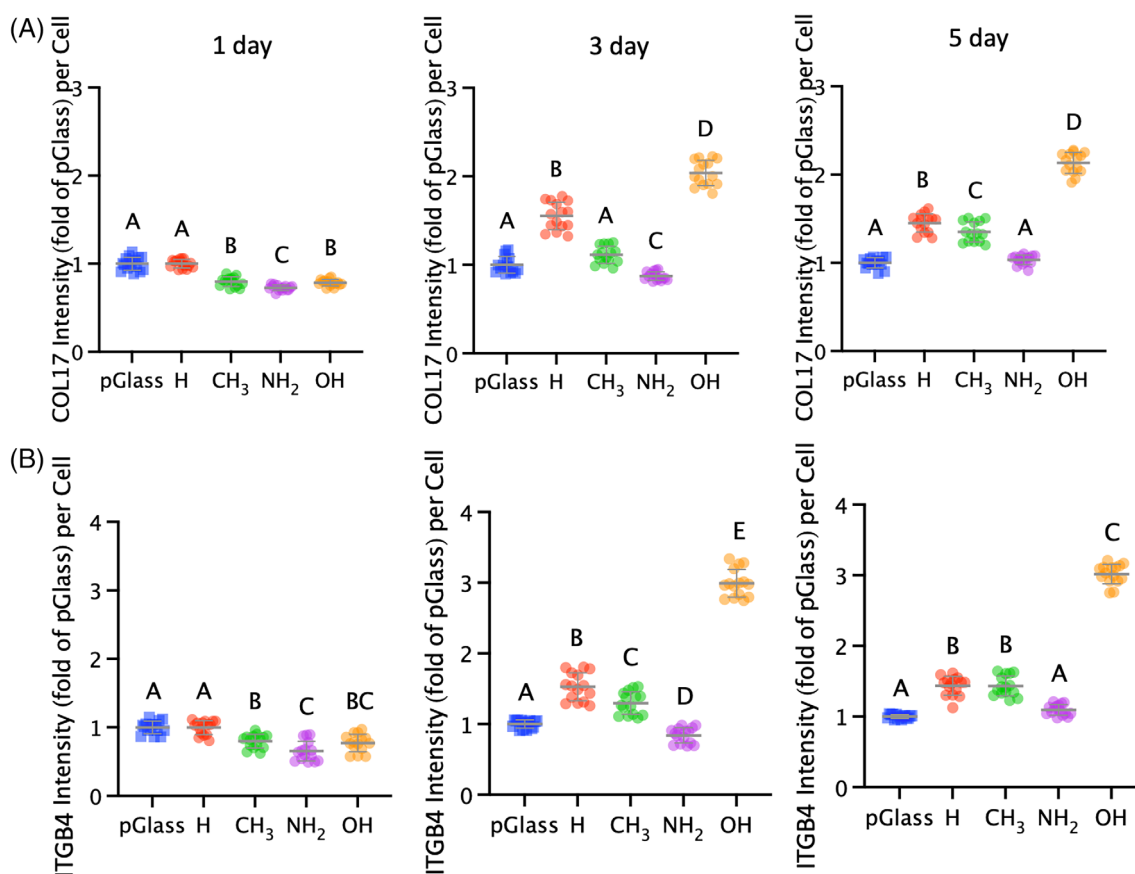 (A)
1 day
3 day
5 day
COL17 Intensity (fold of pGlass) per Cell
3
2
1
0
A
A
B
C
B
pGlass
H
CH₃
NH₂
OH
COL17 Intensity (fold of pGlass) per Cell
3
2
1
0
A
B
A
C
D
pGlass
H
CH₃
NH₂
OH
COL17 Intensity (fold of pGlass) per Cell
3
2
1
0
A
B
C
A
D
pGlass
H
CH₃
NH₂
OH
(B)
ITGB4 Intensity (fold of pGlass) per Cell
4
3
2
1
0
A
A
B
C
BC
pGlass
H
CH₃
NH₂
OH
ITGB4 Intensity (fold of pGlass) per Cell
4
3
2
1
0
A
B
C
D
E
pGlass
H
CH₃
NH₂
OH
ITGB4 Intensity (fold of pGlass) per Cell
4
3
2
1
0
A
B
B
A
C
pGlass
H
CH₃
NH₂
OH